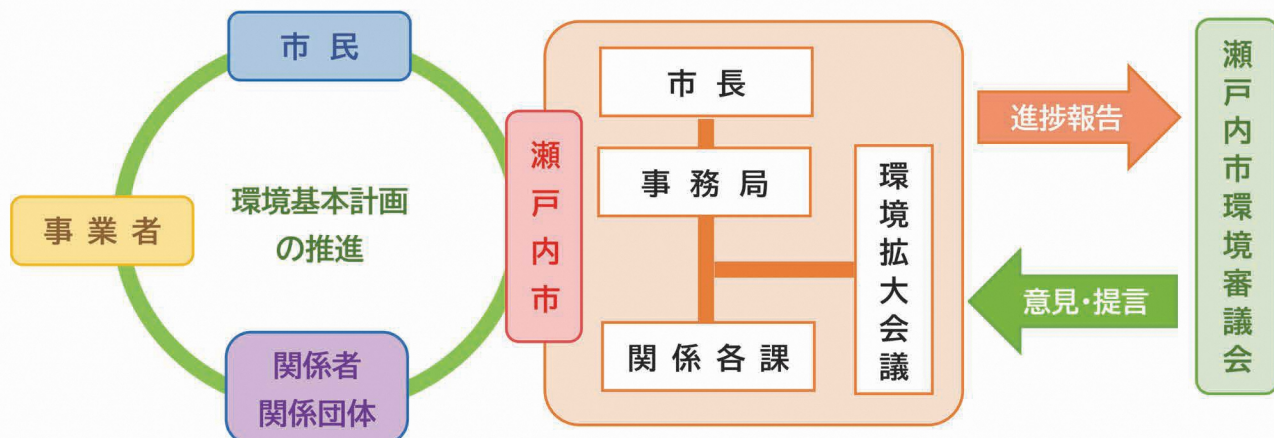 市民
事業者
環境基本計画
の推進
関係者
関係団体
瀬戸内市
市長
事務局
関係各課
環境拡大会議
進捗報告
意見・提言
瀬戸内市環境審議会